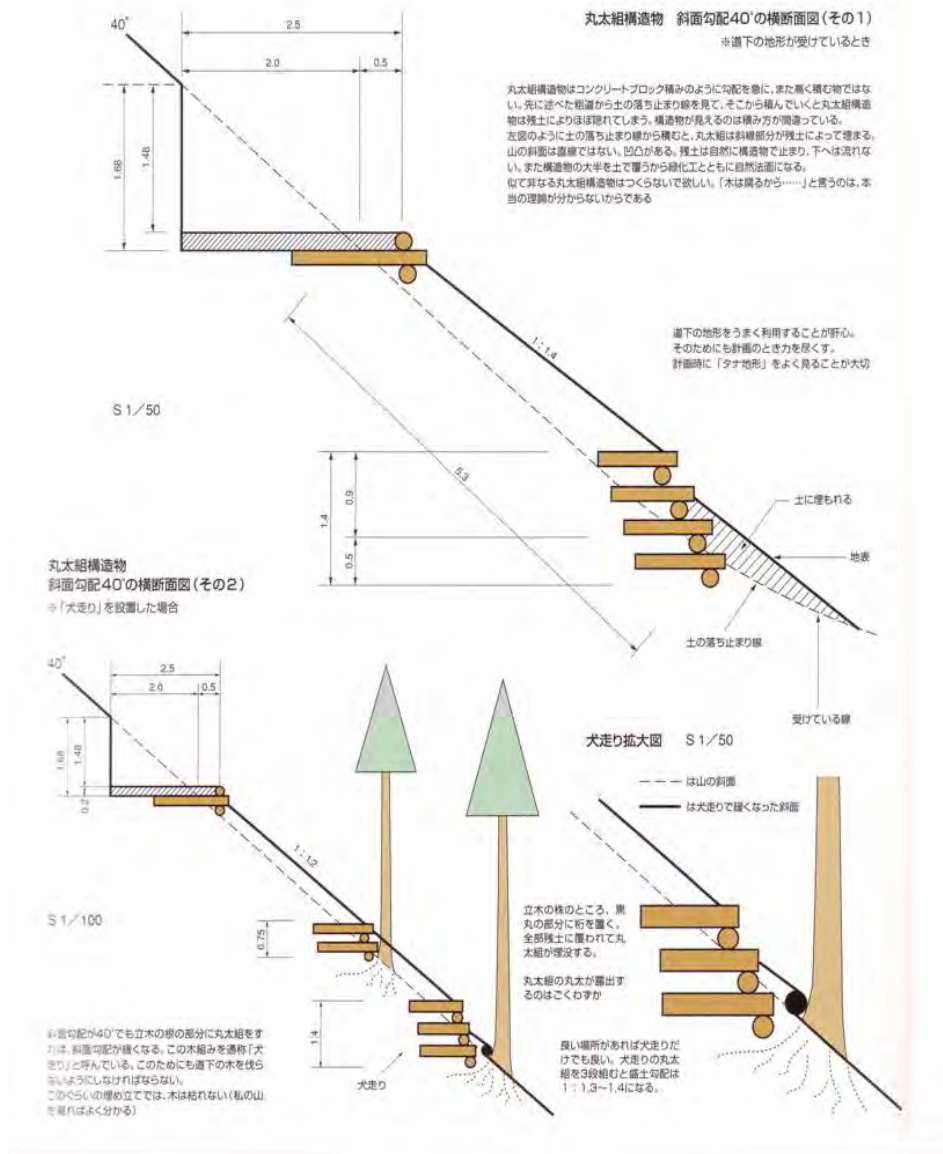 丸太組構造物 斜面勾配40°の横断面図(その1)
※道下の地形が受けているとき
丸太組構造物はコンクリートブロック積みのように勾配を急に、また高く積む物ではな
い。先に述べた粗道から土の落ち止まり線を見て、そこから積んでいくと丸太組構造
物は残土によりほぼ隠れてしまう。構造物が見えるのは積み方が間違っている。
左図のように土の落ち止まり線から積むと、丸太組は斜線部分が残土によって埋まる。
山の斜面は直線ではない。凹凸がある。残土は自然に構造物で止まり、下へは流れな
い。また構造物の大半を土で覆うから緑化工とともに自然法面になる。
似て非なる丸太組構造物はつくらないで欲しい。「木は腐るから……」と言うのは、本
当の理論が分からないからである
40°
2.5
2.0
0.5
1.68
1.48
1:1.4
道下の地形をうまく利用することが肝心。
そのためにも計画のとき力を尽くす。
計画時に「タナ地形」をよく見ることが大切
S 1/50
5.3
1.4
0.9
0.5
土に埋もれる
地表
土の落ち止まり線
受けている線
丸太組構造物
斜面勾配40°の横断面図(その2)
※「犬走り」を設置した場合
40°
2.5
2.0
0.5
1.68
1.48
0.2
1:1.2
S 1/100
0.75
1.4
犬走り
斜面勾配が40°でも立木の根の部分に丸太組をす
れば、斜面勾配が緩くなる。この木組みを通称「犬
走り」と呼んでいる。このためにも道下の木を伐ら
ないようにしなければならない。
このぐらいの埋め立てでは、木は枯れない(私の山
を見ればよく分かる)
犬走り拡大図 S 1/50
は山の斜面
は犬走りで緩くなった斜面
立木の株のところ、黒
丸の部分に桁を置く。
全部残土に覆われて丸
太組が埋没する。
丸太組の丸太が露出す
るのはごくわずか
良い場所があれば犬走りだ
けでも良い。犬走りの丸太
組を3段組むと盛土勾配は
1:1.3~1.4になる。